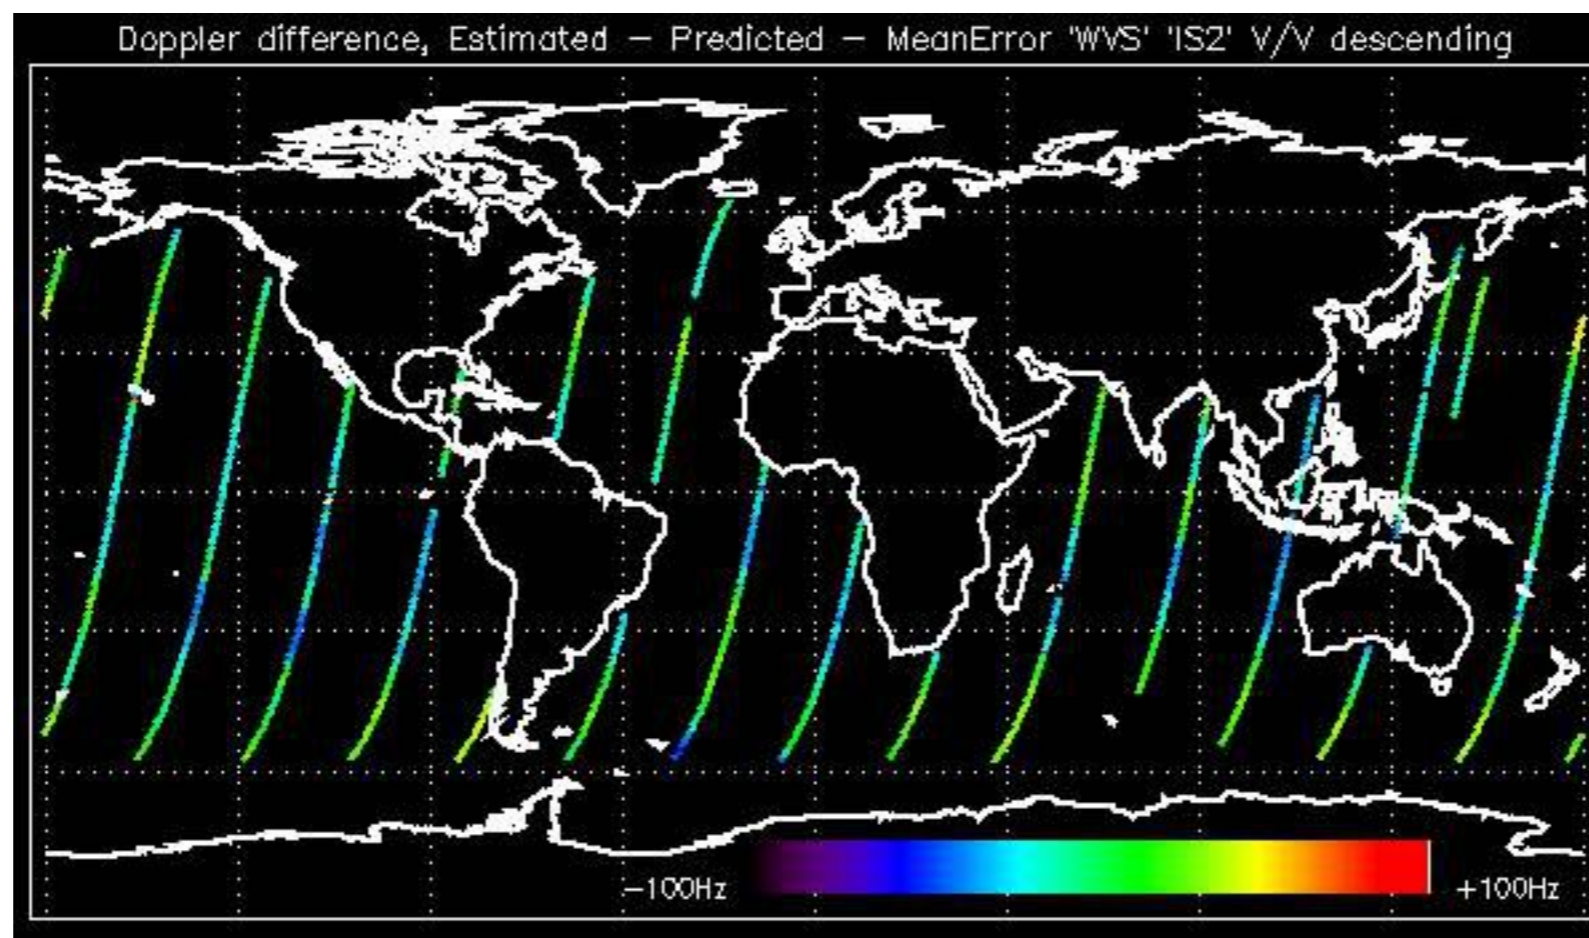 Doppler difference, Estimated — Predicted — MeanError 'WVS' 'IS2' V/V descending
−100Hz
+100Hz